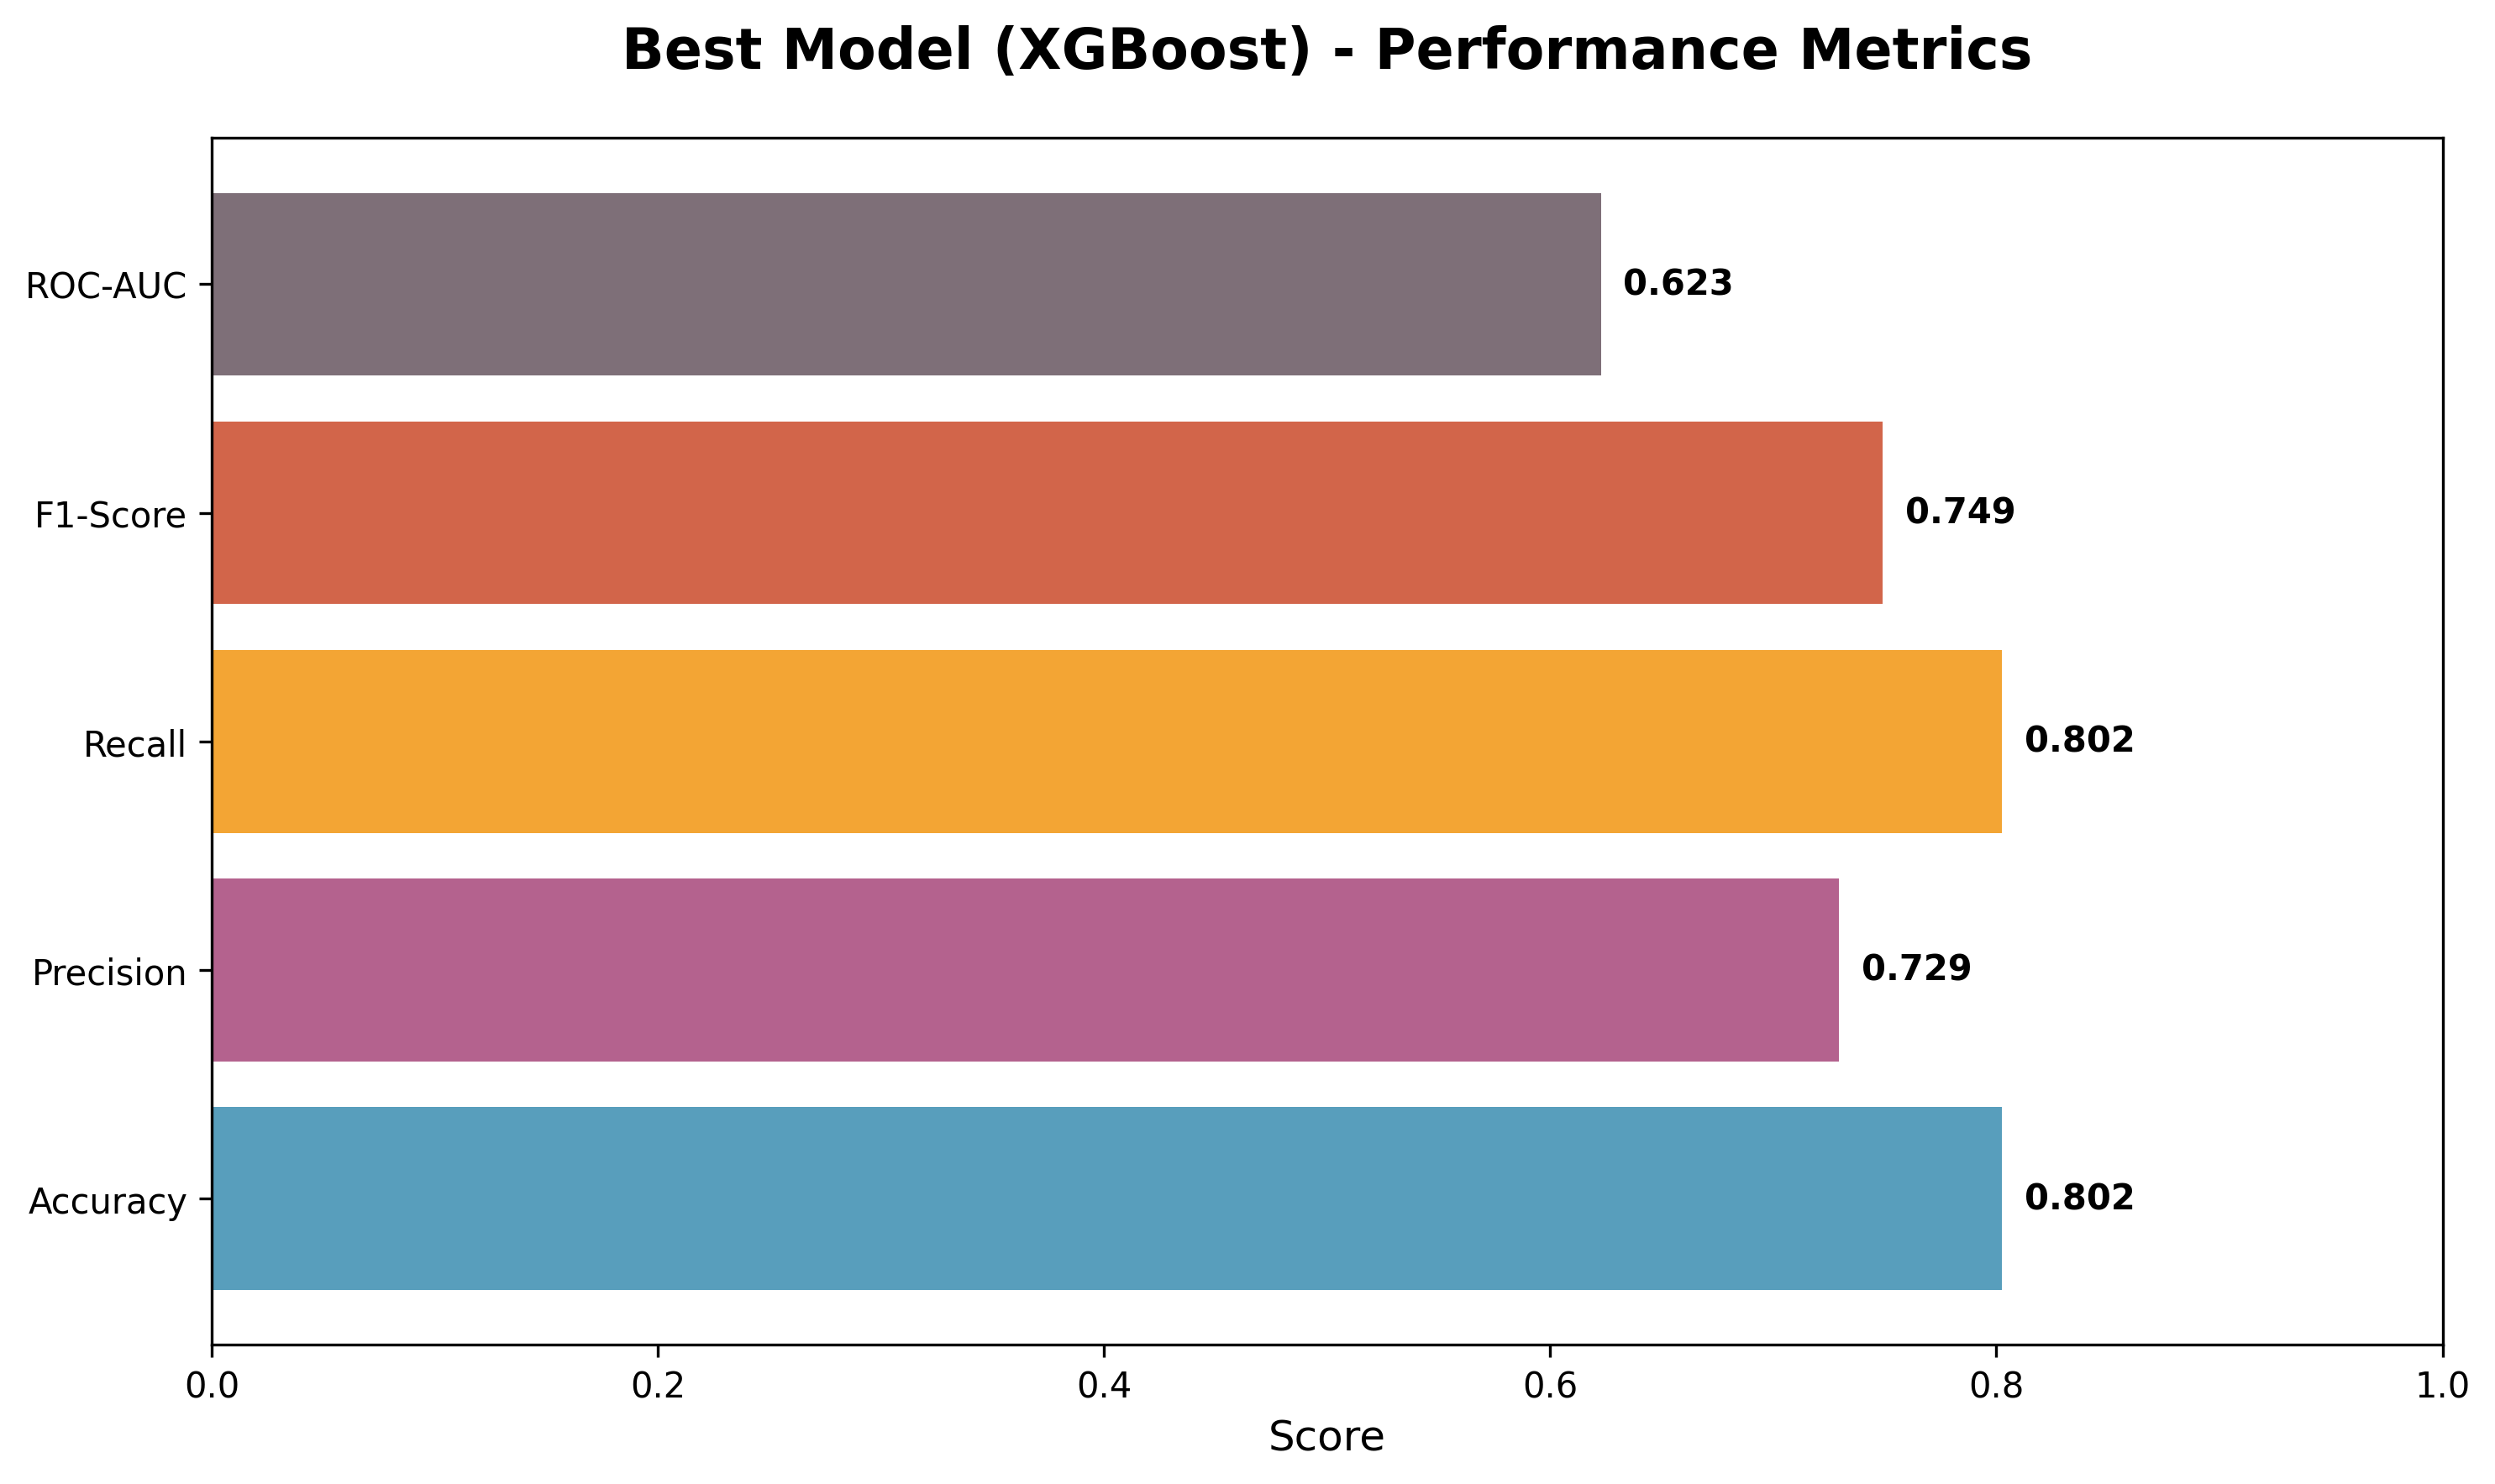 Best Model (XGBoost) - Performance Metrics
ROC-AUC
0.623
F1-Score
0.749
Recall
0.802
Precision
0.729
Accuracy
0.802
0.0 0.2 0.4 0.6 0.8 1.0
Score